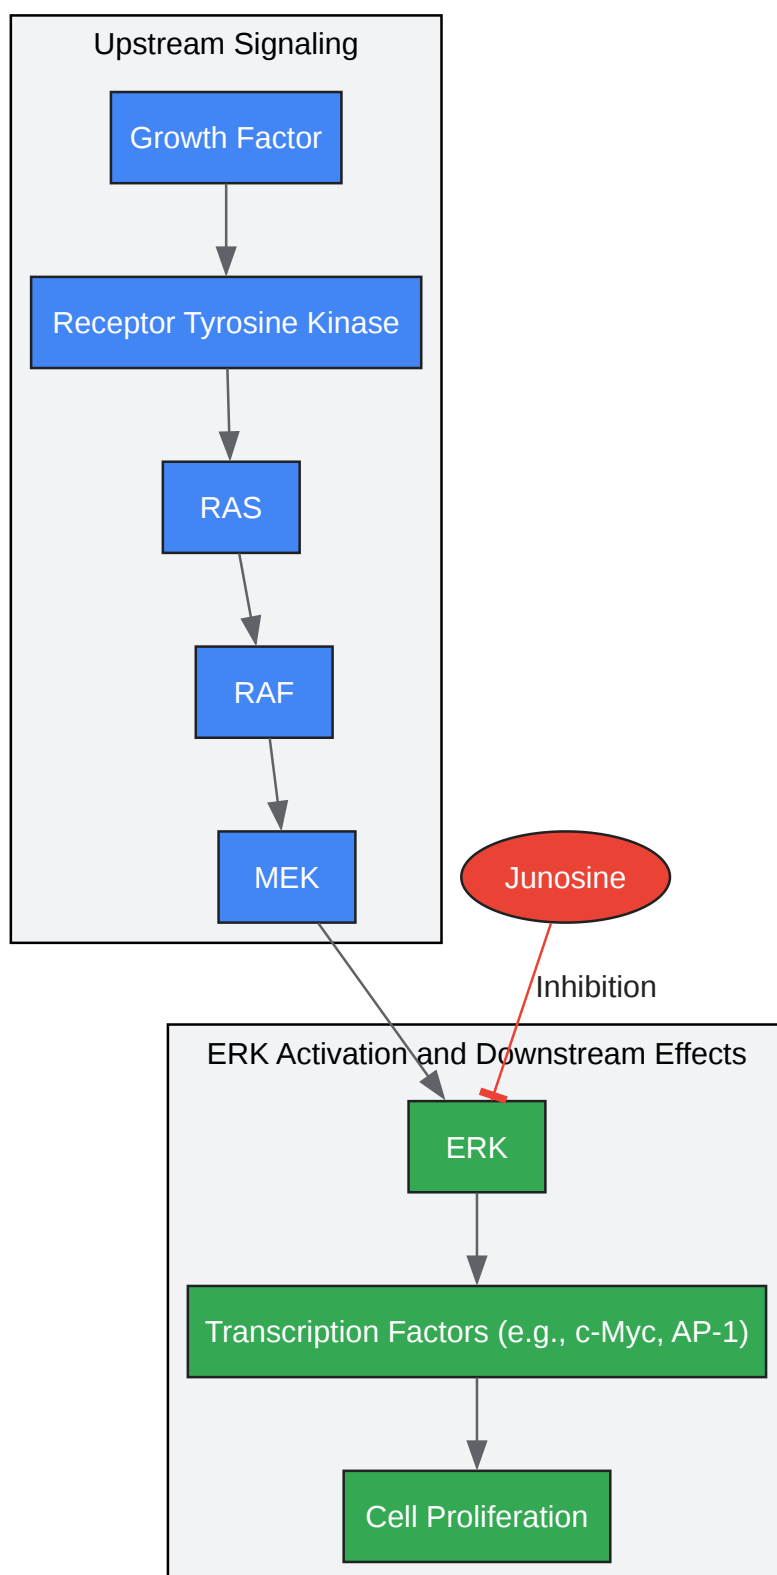 Upstream Signaling
Growth Factor
Receptor Tyrosine Kinase
RAS
RAF
MEK
Junosine
Inhibition
ERK Activation and Downstream Effects
ERK
Transcription Factors (e.g., c-Myc, AP-1)
Cell Proliferation